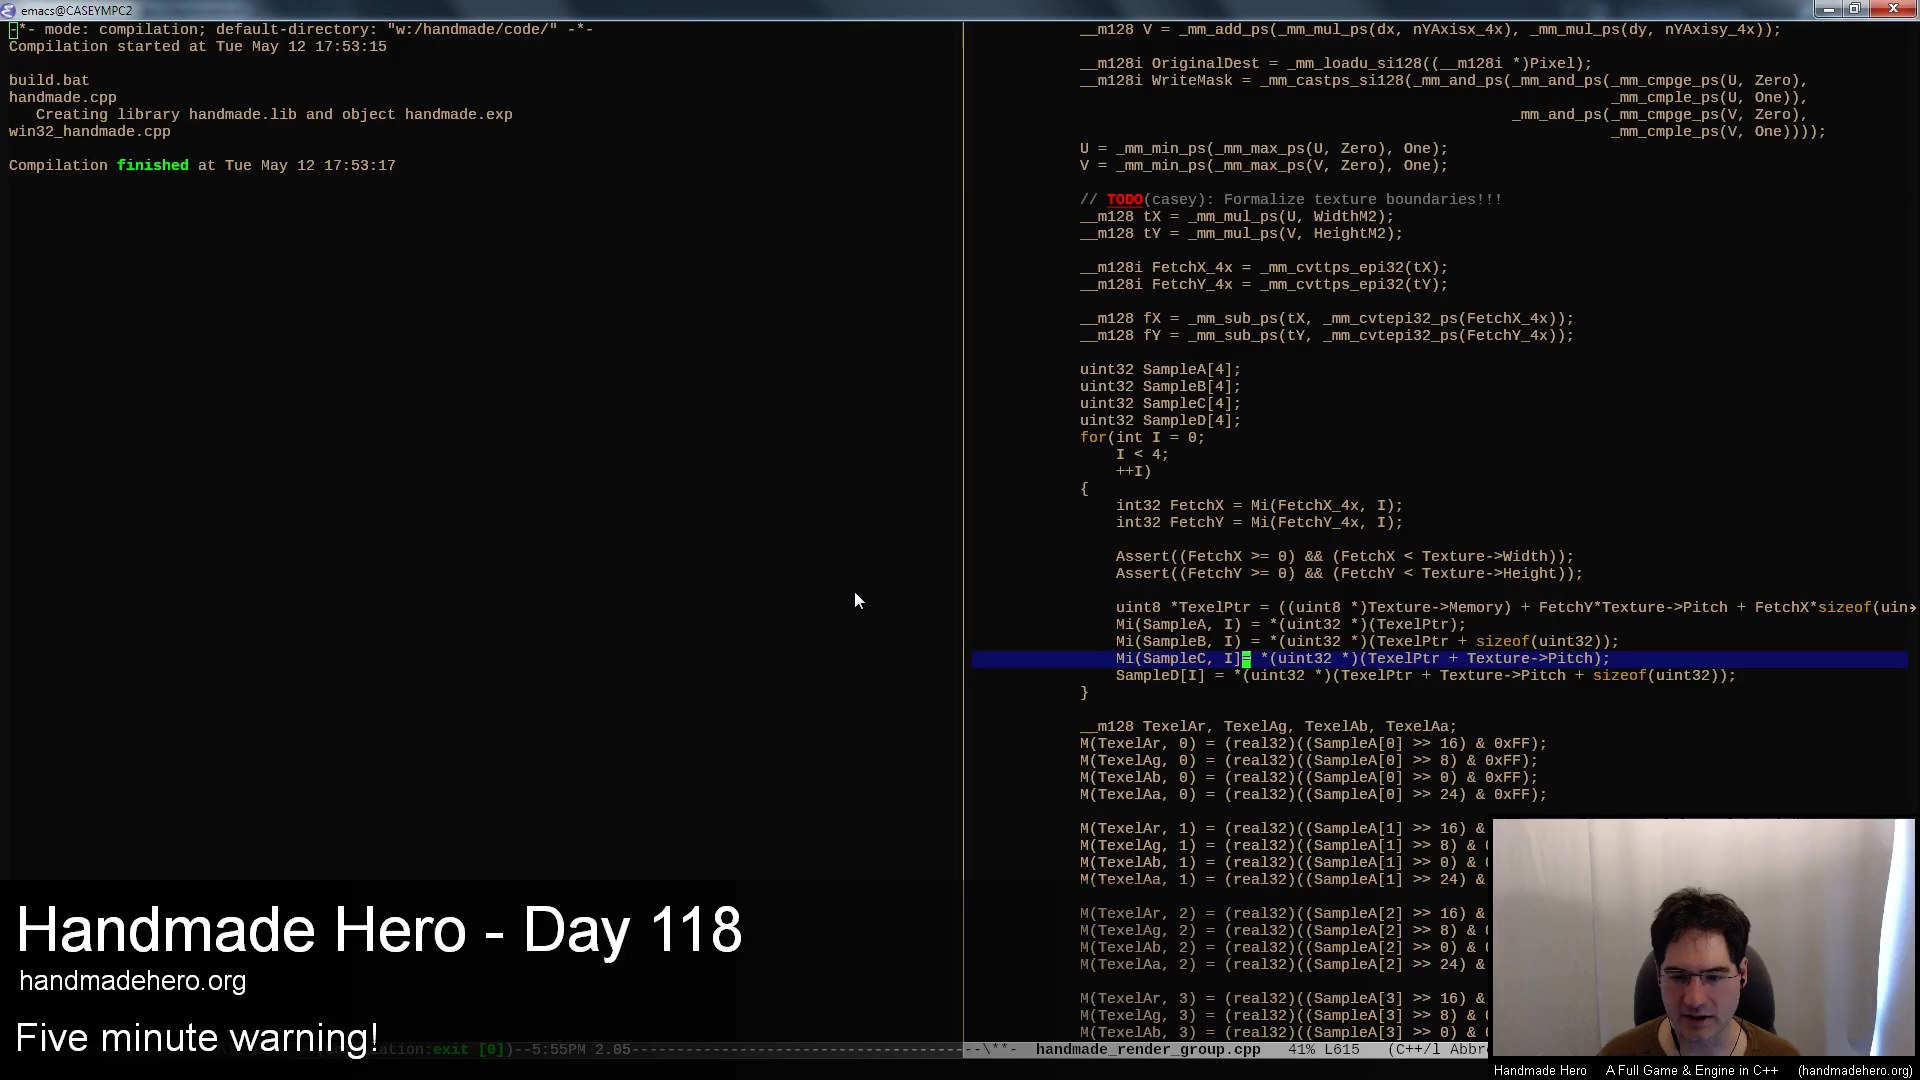 emacs@CASEYMPC2
-*- mode: compilation; default-directory: "w:/handmade/code/" -*-
Compilation started at Tue May 12 17:53:15
build.bat
handmade.cpp
Creating library handmade.lib and object handmade.exp
win32_handmade.cpp
Compilation finished at Tue May 12 17:53:17
__m128 V = _mm_add_ps(_mm_mul_ps(dx, nYAxisx_4x), _mm_mul_ps(dy, nYAxisy_4x));
__m128i OriginalDest = _mm_loadu_si128((__m128i *)Pixel);
__m128i WriteMask = _mm_castps_si128(_mm_and_ps(_mm_and_ps(_mm_cmpge_ps(U, Zero),
_mm_cmple_ps(U, One)),
_mm_and_ps(_mm_cmpge_ps(V, Zero),
_mm_cmple_ps(V, One))));
U = _mm_min_ps(_mm_max_ps(U, Zero), One);
V = _mm_min_ps(_mm_max_ps(V, Zero), One);
// TODO(casey): Formalize texture boundaries!!!
__m128 tX = _mm_mul_ps(U, WidthM2);
__m128 tY = _mm_mul_ps(V, HeightM2);
__m128i FetchX_4x = _mm_cvttps_epi32(tX);
__m128i FetchY_4x = _mm_cvttps_epi32(tY);
__m128 fX = _mm_sub_ps(tX, _mm_cvtepi32_ps(FetchX_4x));
__m128 fY = _mm_sub_ps(tY, _mm_cvtepi32_ps(FetchY_4x));
uint32 SampleA[4];
uint32 SampleB[4];
uint32 SampleC[4];
uint32 SampleD[4];
for(int I = 0;
I < 4;
++I)
{
int32 FetchX = Mi(FetchX_4x, I);
int32 FetchY = Mi(FetchY_4x, I);
Assert((FetchX >= 0) && (FetchX < Texture->Width));
Assert((FetchY >= 0) && (FetchY < Texture->Height));
uint8 *TexelPtr = ((uint8 *)Texture->Memory) + FetchY*Texture->Pitch + FetchX*sizeof(uin
Mi(SampleA, I) = *(uint32 *)(TexelPtr);
Mi(SampleB, I) = *(uint32 *)(TexelPtr + sizeof(uint32));
Mi(SampleC, I]= *(uint32 *)(TexelPtr + Texture->Pitch);
SampleD[I] = *(uint32 *)(TexelPtr + Texture->Pitch + sizeof(uint32));
}
__m128 TexelAr, TexelAg, TexelAb, TexelAa;
M(TexelAr, 0) = (real32)((SampleA[0] >> 16) & 0xFF);
M(TexelAg, 0) = (real32)((SampleA[0] >> 8) & 0xFF);
M(TexelAb, 0) = (real32)((SampleA[0] >> 0) & 0xFF);
M(TexelAa, 0) = (real32)((SampleA[0] >> 24) & 0xFF);
M(TexelAr, 1) = (real32)((SampleA[1] >> 16) &
M(TexelAg, 1) = (real32)((SampleA[1] >> 8) &
M(TexelAb, 1) = (real32)((SampleA[1] >> 0) &
M(TexelAa, 1) = (real32)((SampleA[1] >> 24) &
M(TexelAr, 2) = (real32)((SampleA[2] >> 16) &
M(TexelAg, 2) = (real32)((SampleA[2] >> 8) &
M(TexelAb, 2) = (real32)((SampleA[2] >> 0) &
M(TexelAa, 2) = (real32)((SampleA[2] >> 24) &
M(TexelAr, 3) = (real32)((SampleA[3] >> 16) &
M(TexelAg, 3) = (real32)((SampleA[3] >> 8) &
M(TexelAb, 3) = (real32)((SampleA[3] >> 0) &
Handmade Hero - Day 118
handmadehero.org
Five minute warning!
:exit [0])--5:55PM 2.05
--\**- handmade_render_group.cpp 41% L615 (C++/l Abbre
Handmade Hero A Full Game & Engine in C++ (handmadehero.org)